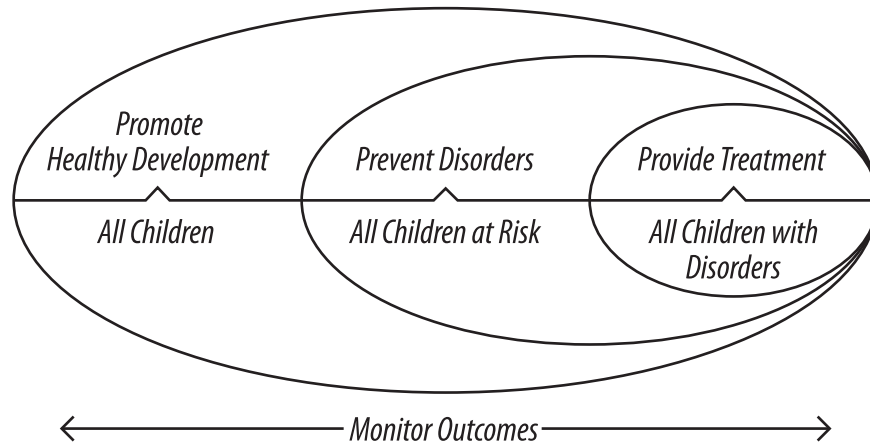 Promote
Healthy Development
All Children
Prevent Disorders
All Children at Risk
Provide Treatment
All Children with
Disorders
Monitor Outcomes